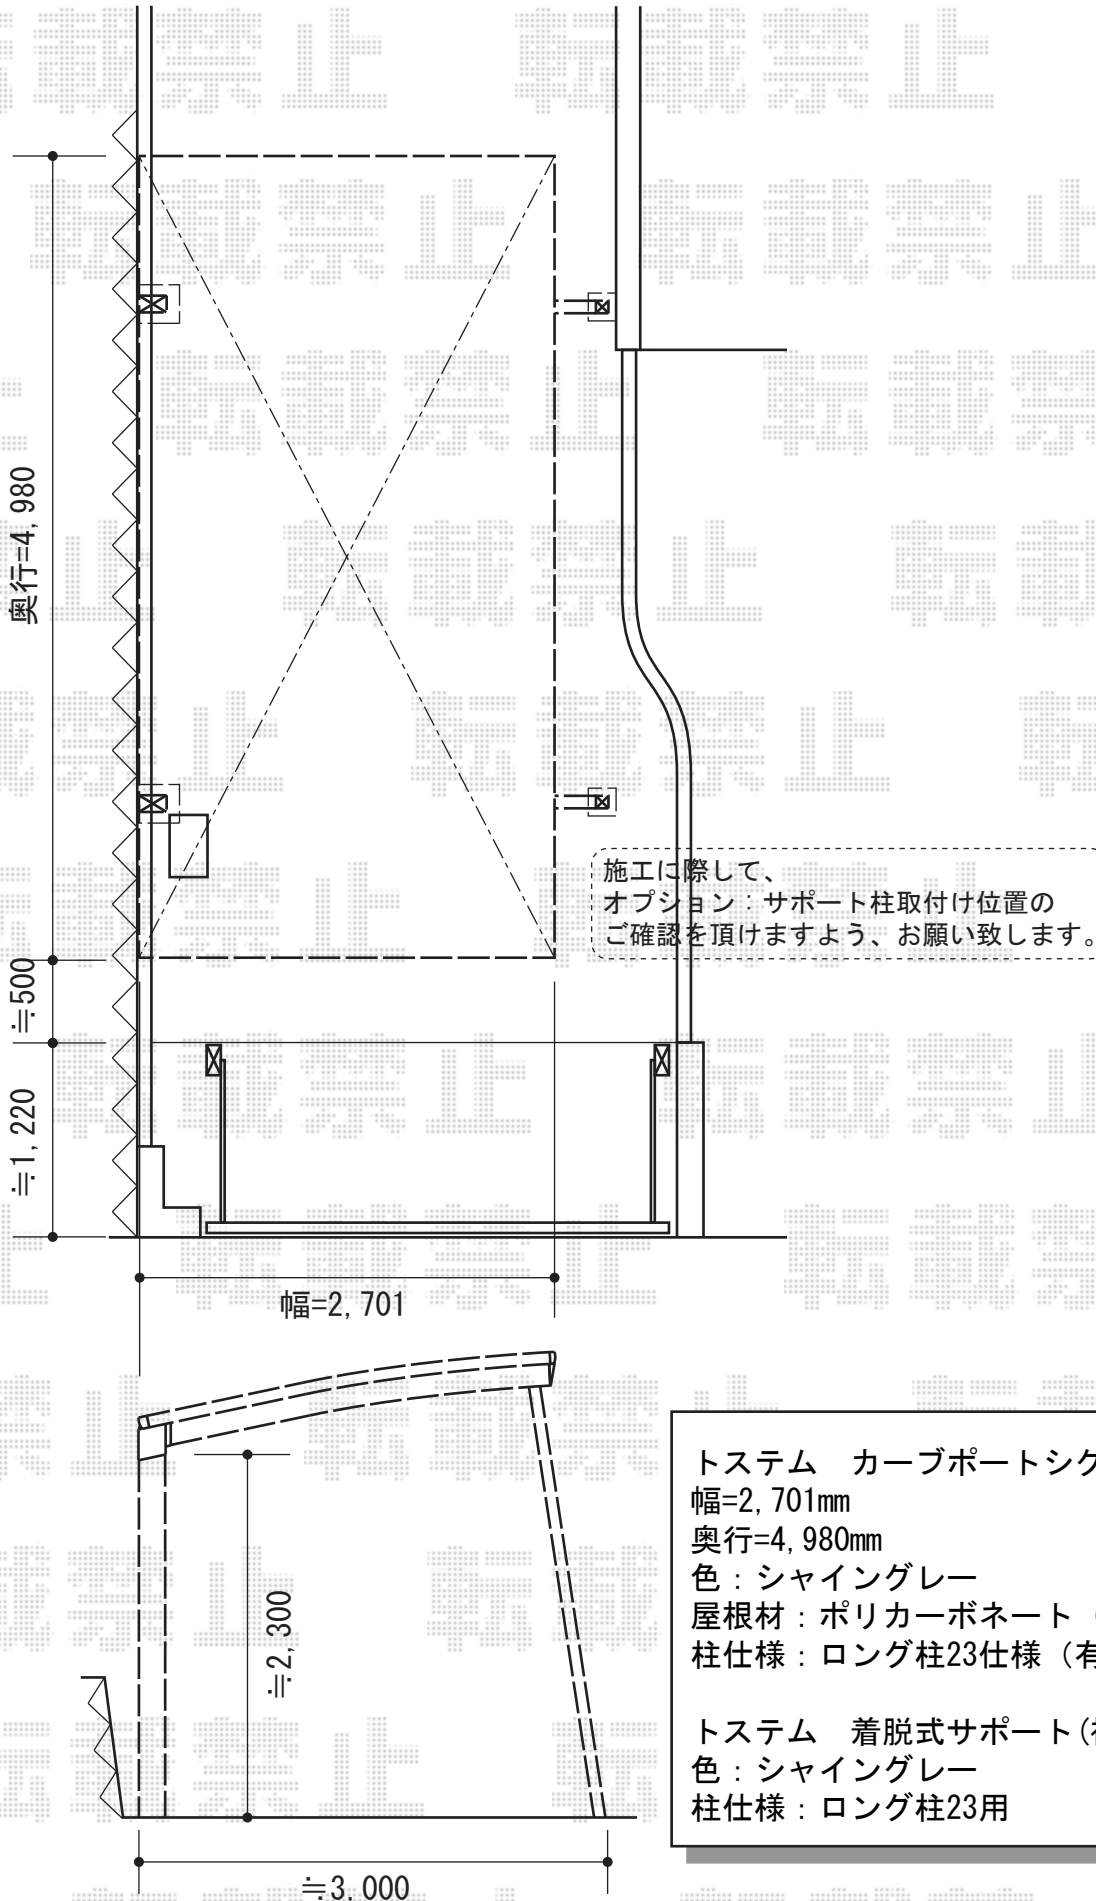 奥行=4,980
≒500
≒1,220
施工に際して、
オプション：サポート柱取付け位置の
ご確認を頂けますよう、お願い致します。
幅=2,701
≒2,300
≒3,000
トステム　カーブポートシグ
幅=2,701mm
奥行=4,980mm
色：シャイングレー
屋根材：ポリカーボネート（
柱仕様：ロング柱23仕様（有
トステム　着脱式サポート(
色：シャイングレー
柱仕様：ロング柱23用
転載禁止